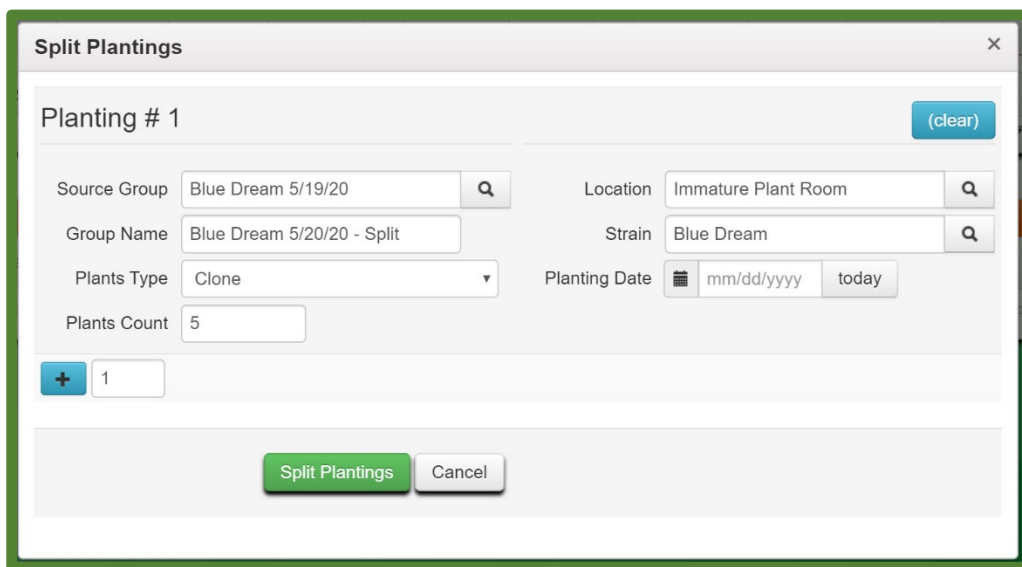 Split Plantings ×
Planting # 1 (clear)
Source Group Blue Dream 5/19/20 Location Immature Plant Room
Group Name Blue Dream 5/20/20 - Split Strain Blue Dream
Plants Type Clone Planting Date mm/dd/yyyy today
Plants Count 5
+ 1
Split Plantings Cancel